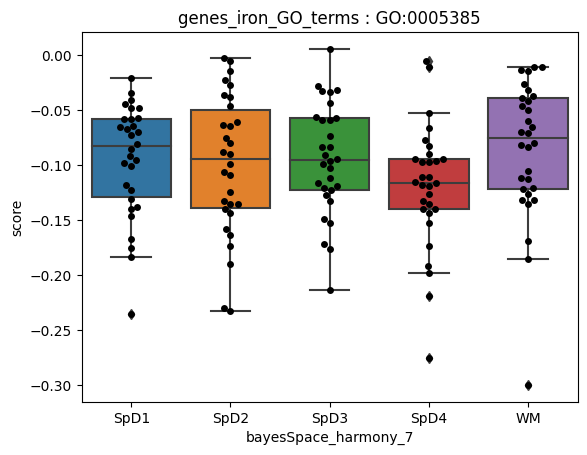 genes_iron_GO_terms : GO:0005385
0.00
−0.05
−0.10
−0.15
−0.20
−0.25
−0.30
score
SpD1 SpD2 SpD3 SpD4 WM
bayesSpace_harmony_7